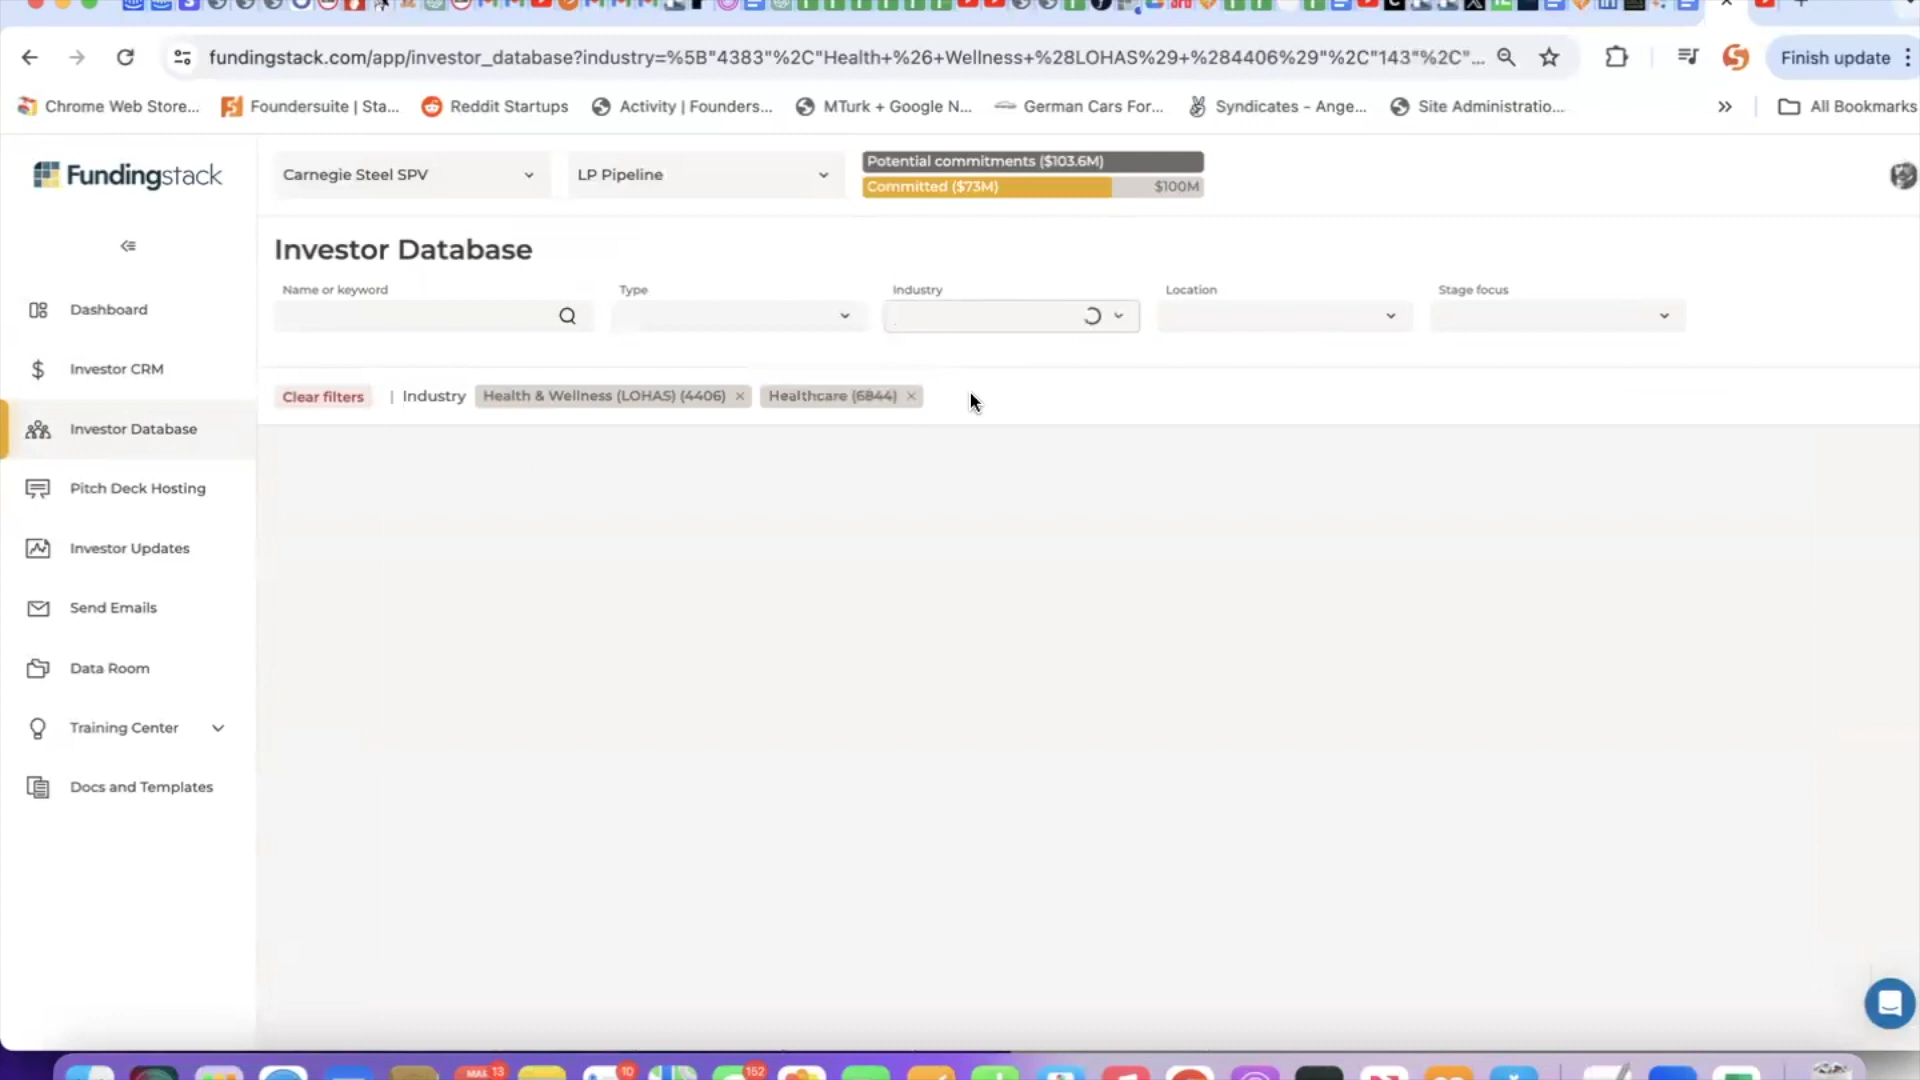 fundingstack.com/app/investor_database?industry=%5B"4383"%2C"Health+%26+Wellness+%28LOHAS%29+%284406%29"%2C"143"%2C"...
Finish update
Chrome Web Store...
Foundersuite | Sta...
Reddit Startups
Activity | Founders...
MTurk + Google N...
German Cars For...
Syndicates - Ange...
Site Administratio...
»
All Bookmarks
Fundingstack
Carnegie Steel SPV
LP Pipeline
Potential commitments ($103.6M)
Committed ($73M)
$100M
Investor Database
Name or keyword
Type
Industry
Location
Stage focus
Clear filters
| Industry
Health & Wellness (LOHAS) (4406) ×
Healthcare (6844) ×
Dashboard
Investor CRM
Investor Database
Pitch Deck Hosting
Investor Updates
Send Emails
Data Room
Training Center
Docs and Templates
MAR 13
10
152